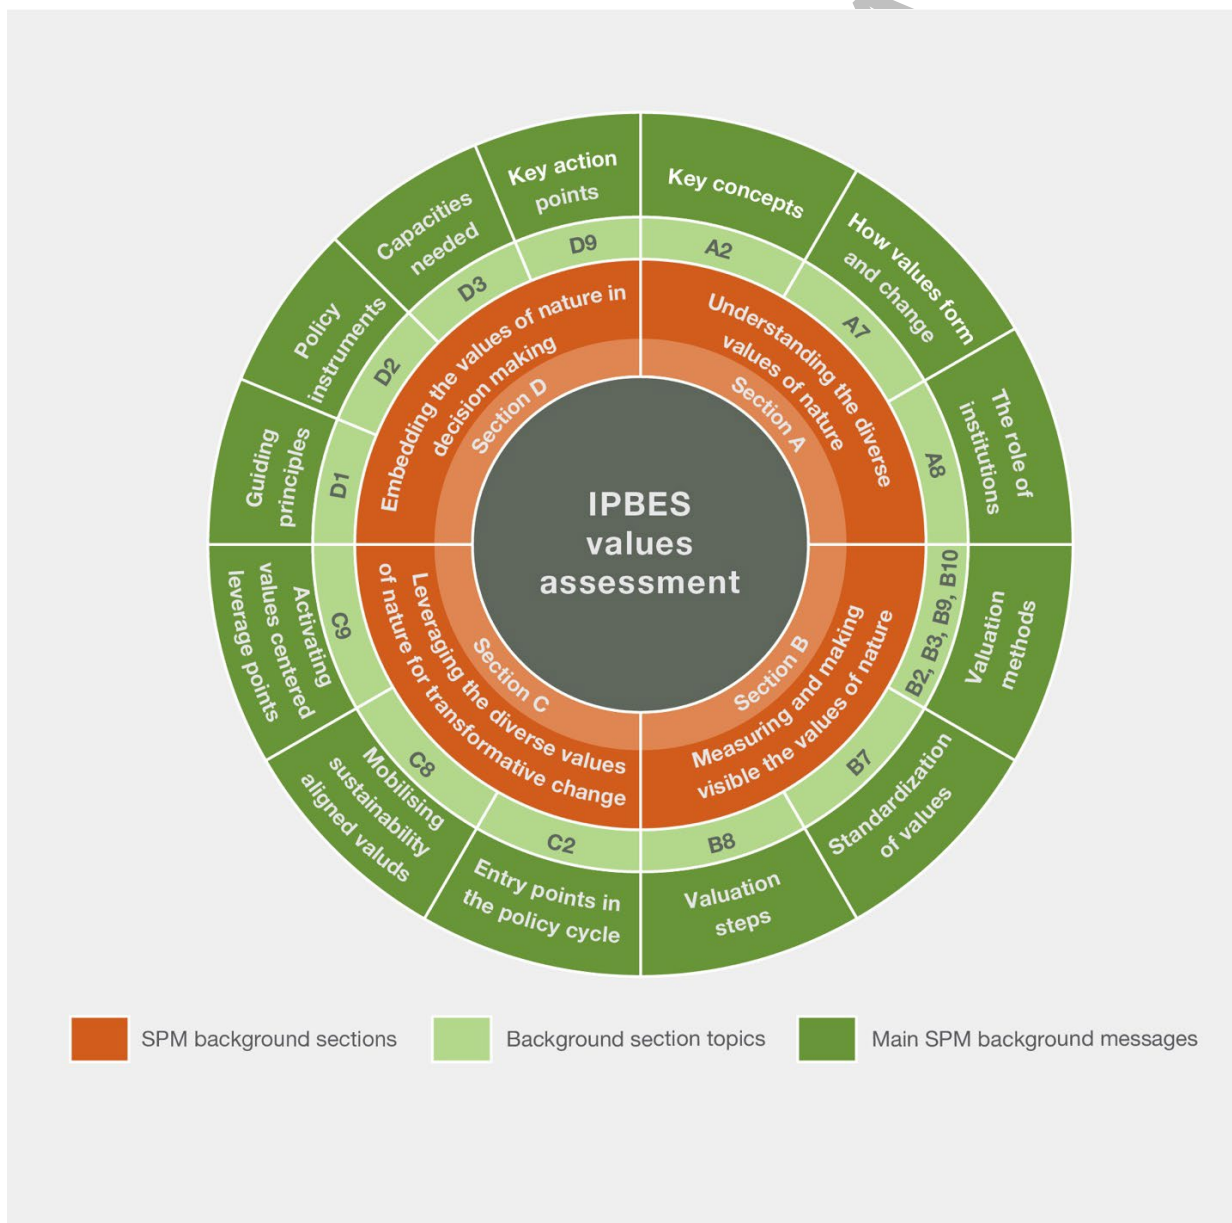 IPBES
values
assessment
Section A
Understanding the diverse
values of nature
A2
Key concepts
A7
How values form
and change
A8
The role of
institutions
Section B
Measuring and making
visible the values of nature
B2, B3, B9, B10
Valuation
methods
B7
Standardization
of values
B8
Valuation
steps
Section C
Leveraging the diverse values
of nature for transformative change
C2
Entry points in
the policy cycle
C8
Mobilising
sustainability
aligned valuds
C9
Activating
values centered
leverage points
Section D
Embedding the values of nature in
decision making
D1
Guiding
principles
D2
Policy
instruments
D3
Capacities
needed
D9
Key action
points
SPM background sections
Background section topics
Main SPM background messages